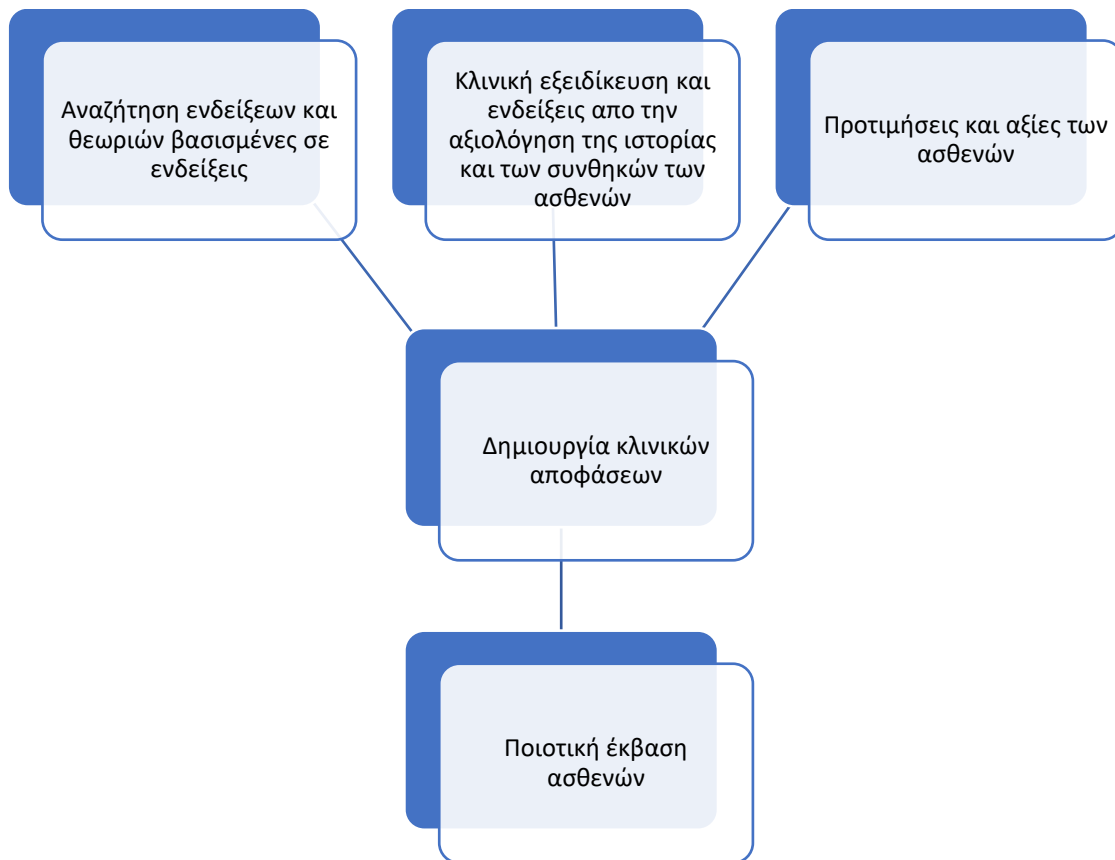 Αναζήτηση ενδείξεων και
θεωριών βασισμένες σε
ενδείξεις
Κλινική εξειδίκευση και
ενδείξεις απο την
αξιολόγηση της ιστορίας
και των συνθηκών των
ασθενών
Προτιμήσεις και αξίες των
ασθενών
Δημιουργία κλινικών
αποφάσεων
Ποιοτική έκβαση
ασθενών